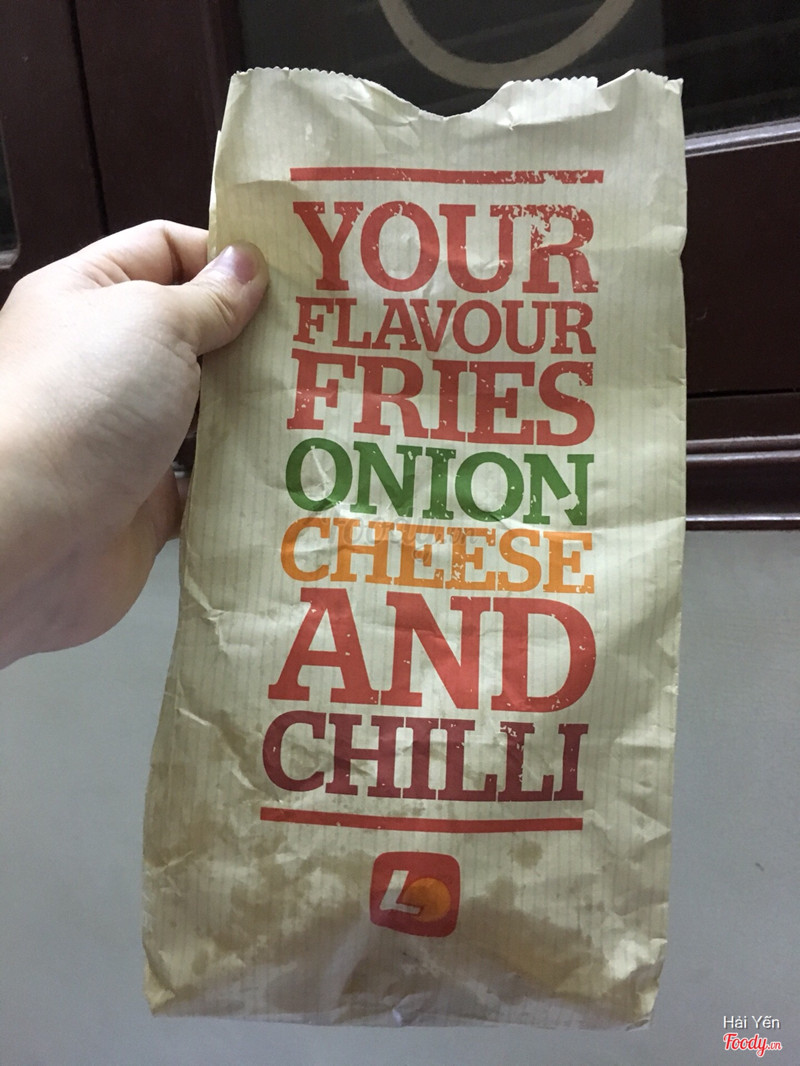 YOUR
FLAVOUR
FRIES
ONION
CHEESE
AND
CHILLI
L
Hải Yến
Foody.vn